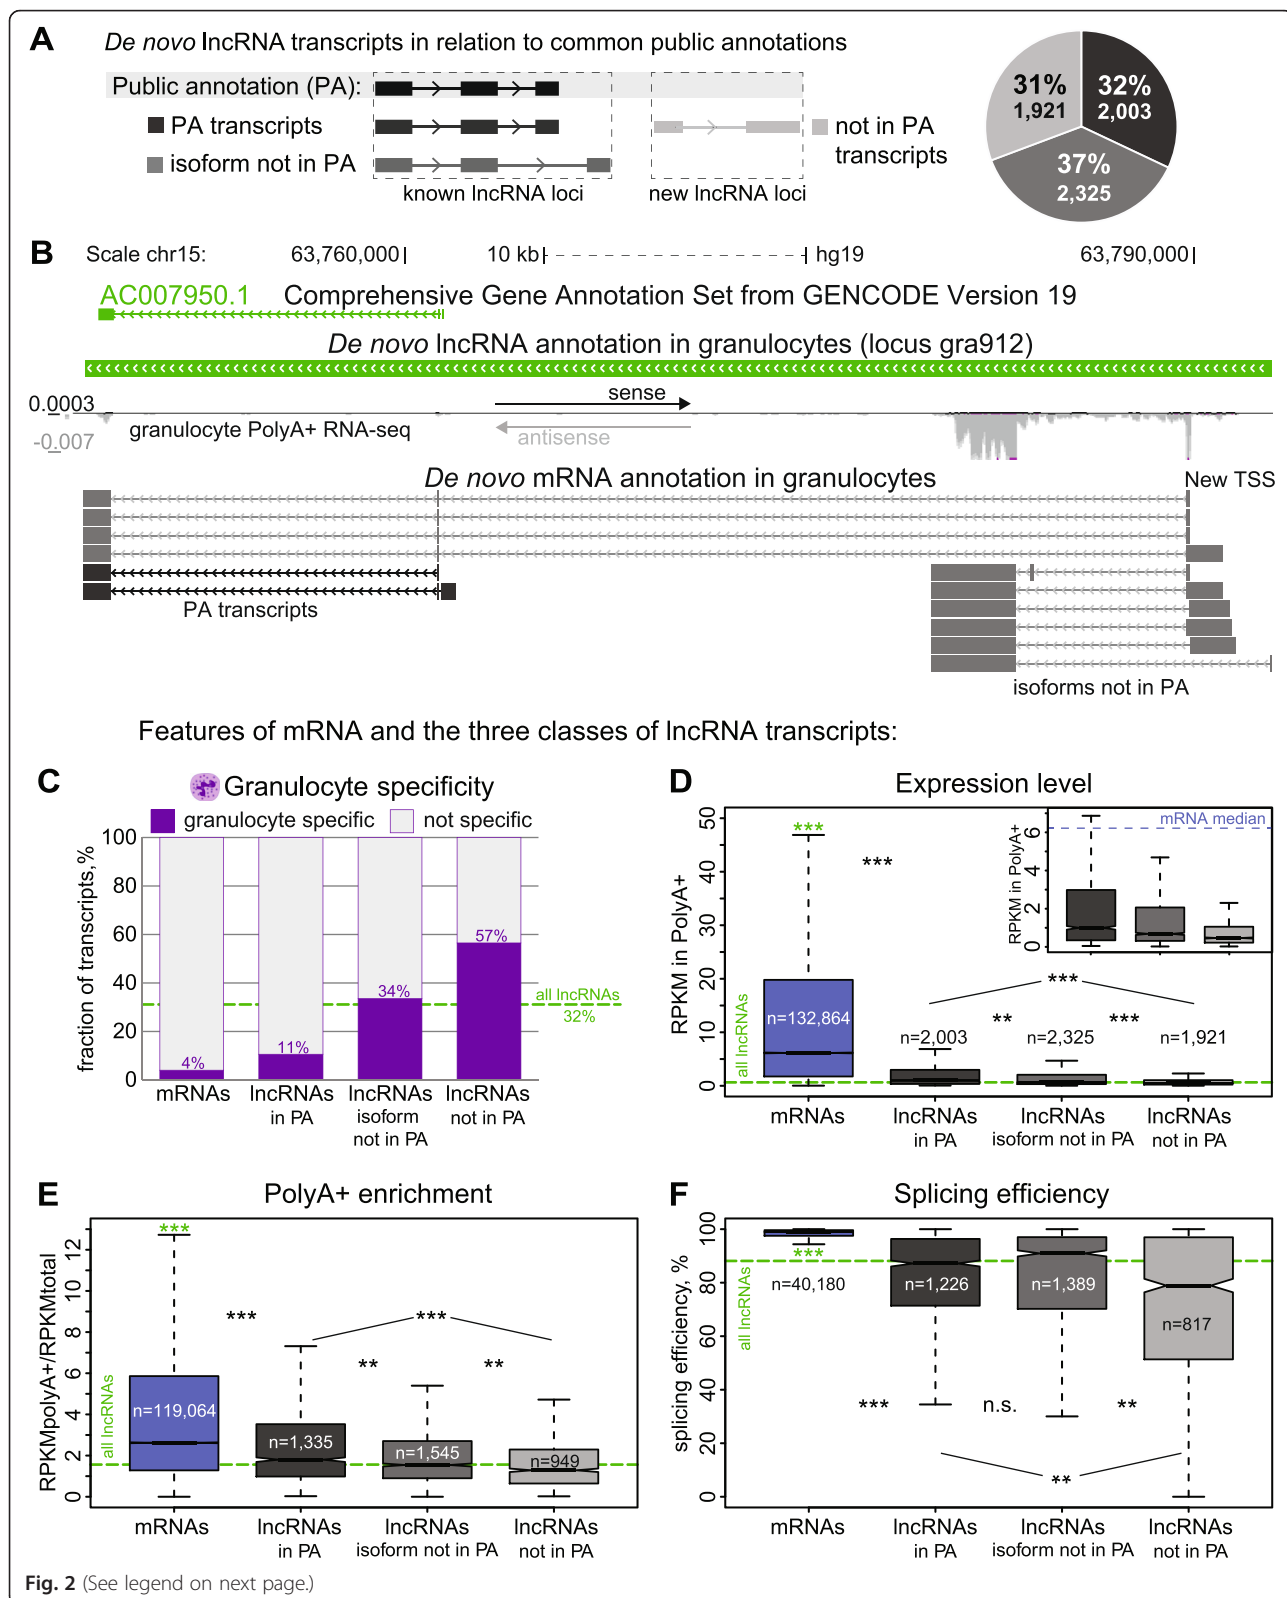 A De novo lncRNA transcripts in relation to common public annotations
Public annotation (PA):
PA transcripts
isoform not in PA
known lncRNA loci
new lncRNA loci
not in PA
transcripts
31%
1,921
32%
2,003
37%
2,325
B Scale chr15: 63,760,000 10 kb hg19 63,790,000
AC007950.1 Comprehensive Gene Annotation Set from GENCODE Version 19
De novo lncRNA annotation in granulocytes (locus gra912)
0.0003
-0.007
granulocyte PolyA+ RNA-seq
sense
antisense
De novo mRNA annotation in granulocytes
New TSS
PA transcripts
isoforms not in PA
Features of mRNA and the three classes of lncRNA transcripts:
C Granulocyte specificity
granulocyte specific not specific
fraction of transcripts,%
100
80
60
40
20
0
4%
11%
34%
57%
all lncRNAs
32%
mRNAs
lncRNAs
in PA
lncRNAs
isoform
not in PA
lncRNAs
not in PA
D Expression level
RPKM in PolyA+
50
40
30
20
10
0
all lncRNAs
***
***
n=132,864
n=2,003
n=2,325
n=1,921
***
**
***
mRNA median
RPKM in PolyA+
6
4
2
0
mRNAs
lncRNAs
in PA
lncRNAs
isoform not in PA
lncRNAs
not in PA
E PolyA+ enrichment
RPKMpolyA+/RPKMtotal
12
10
8
6
4
2
0
all lncRNAs
***
***
***
**
**
n=119,064
n=1,335
n=1,545
n=949
mRNAs
lncRNAs
in PA
lncRNAs
isoform not in PA
lncRNAs
not in PA
F Splicing efficiency
splicing efficiency, %
100
80
60
40
20
0
all lncRNAs
***
n=40,180
n=1,226
n=1,389
n=817
***
n.s.
**
**
mRNAs
lncRNAs
in PA
lncRNAs
isoform not in PA
lncRNAs
not in PA
Fig. 2 (See legend on next page.)